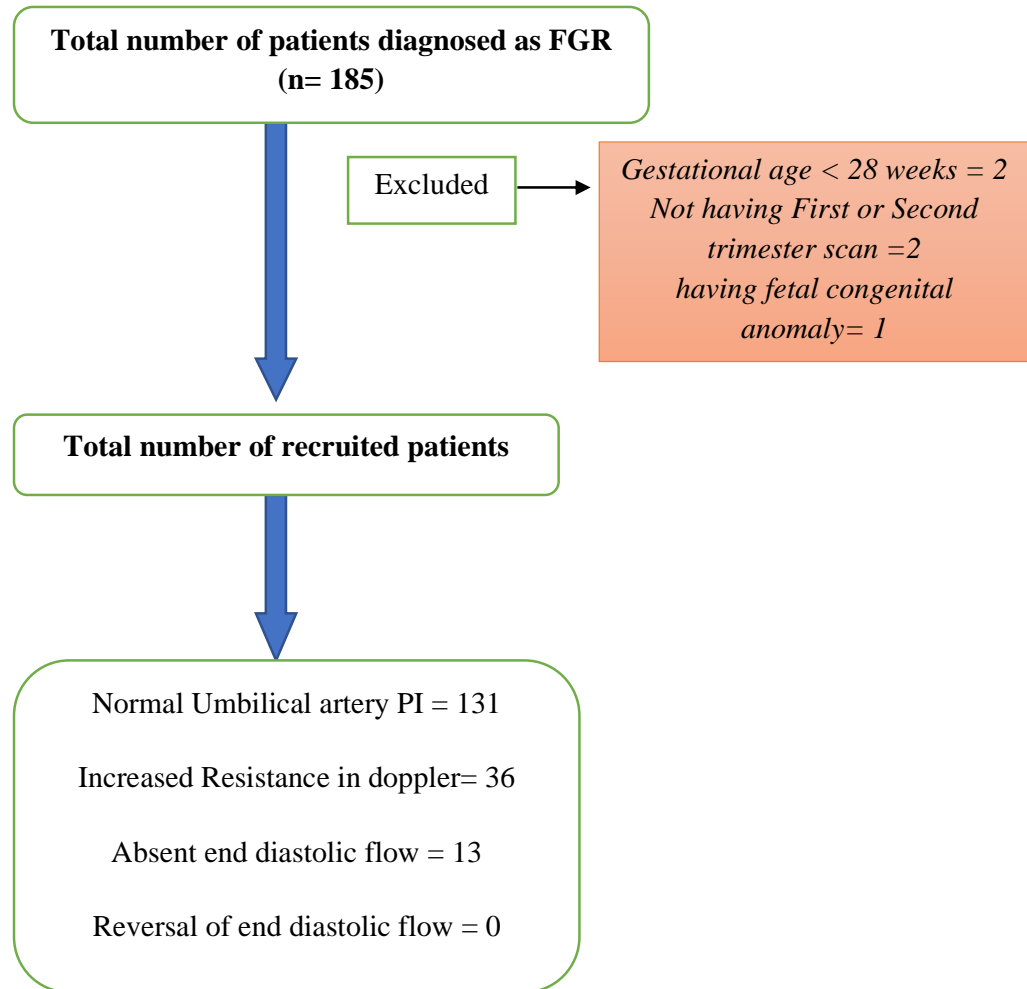 Total number of patients diagnosed as FGR
(n= 185)
Excluded
Gestational age < 28 weeks = 2
Not having First or Second
trimester scan =2
having fetal congenital
anomaly= 1
Total number of recruited patients
Normal Umbilical artery PI = 131
Increased Resistance in doppler= 36
Absent end diastolic flow = 13
Reversal of end diastolic flow = 0